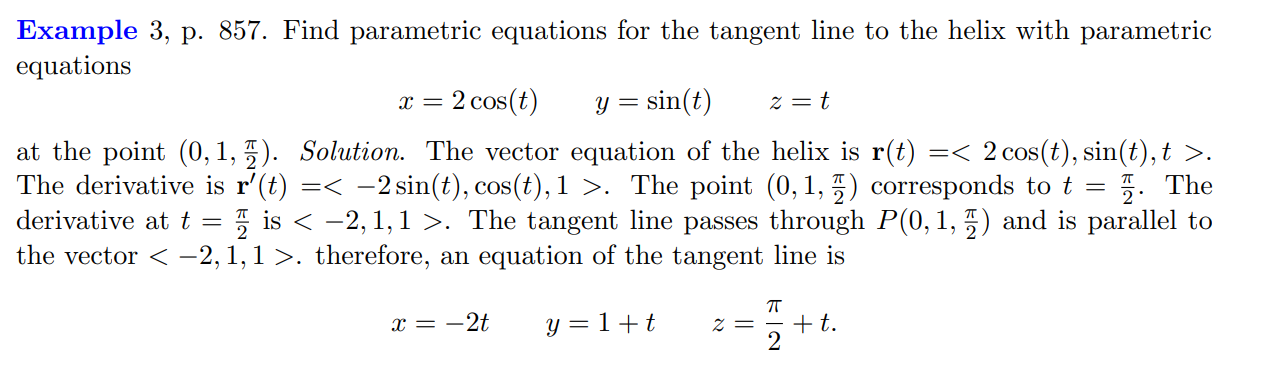 Example 3, p. 857. Find parametric equations for the tangent line to the helix with parametric
equations
x = 2 cos(t)   y = sin(t)   z = t
at the point (0, 1, π/2). Solution. The vector equation of the helix is r(t) =< 2 cos(t), sin(t), t >.
The derivative is r′(t) =< −2 sin(t), cos(t), 1 >. The point (0, 1, π/2) corresponds to t = π/2. The
derivative at t = π/2 is < −2, 1, 1 >. The tangent line passes through P(0, 1, π/2) and is parallel to
the vector < −2, 1, 1 >. therefore, an equation of the tangent line is
x = −2t   y = 1 + t   z = π/2 + t.